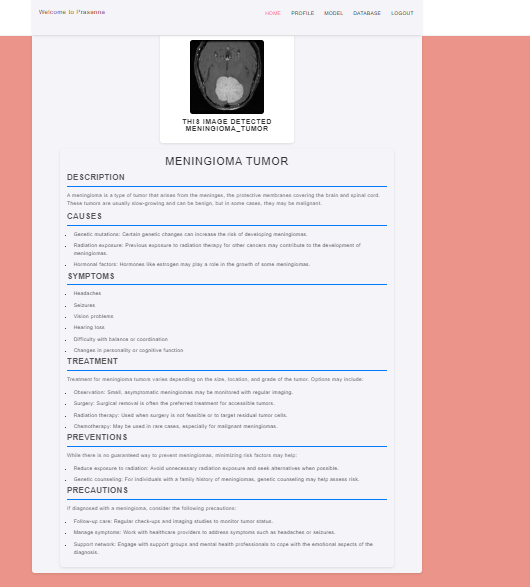 Welcome to Prasanna
HOME PROFILE MODEL DATABASE LOGOUT
THIS IMAGE DETECTED
MENINGIOMA_TUMOR
MENINGIOMA TUMOR
DESCRIPTION
A meningioma is a type of tumor that arises from the meninges, the protective membranes covering the brain and spinal cord.
These tumors are usually slow-growing and can be benign, but in some cases, they may be malignant.
CAUSES
Genetic mutations: Certain genetic changes can increase the risk of developing meningiomas.
Radiation exposure: Previous exposure to radiation therapy for other cancers may contribute to the development of
meningiomas.
Hormonal factors: Hormones like estrogen may play a role in the growth of some meningiomas.
SYMPTOMS
Headaches
Seizures
Vision problems
Hearing loss
Difficulty with balance or coordination
Changes in personality or cognitive function
TREATMENT
Treatment for meningioma tumors varies depending on the size, location, and grade of the tumor. Options may include:
Observation: Small, asymptomatic meningiomas may be monitored with regular imaging.
Surgery: Surgical removal is often the preferred treatment for accessible tumors.
Radiation therapy: Used when surgery is not feasible or to target residual tumor cells.
Chemotherapy: May be used in rare cases, especially for malignant meningiomas.
PREVENTIONS
While there is no guaranteed way to prevent meningiomas, minimizing risk factors may help:
Reduce exposure to radiation: Avoid unnecessary radiation exposure and seek alternatives when possible.
Genetic counseling: For individuals with a family history of meningiomas, genetic counseling may help assess risk.
PRECAUTIONS
If diagnosed with a meningioma, consider the following precautions:
Follow-up care: Regular check-ups and imaging studies to monitor tumor status.
Manage symptoms: Work with healthcare providers to address symptoms such as headaches or seizures.
Support network: Engage with support groups and mental health professionals to cope with the emotional aspects of the
diagnosis.